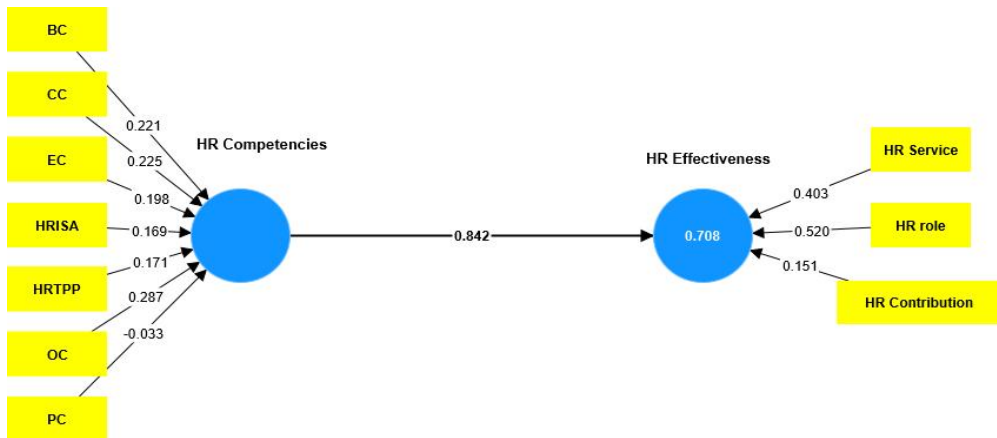 BC
CC
EC
HRISA
HRTPP
OC
PC
0.221
0.225
0.198
0.169
0.171
0.287
-0.033
HR Competencies
0.842
HR Effectiveness
0.708
0.403
0.520
0.151
HR Service
HR role
HR Contribution